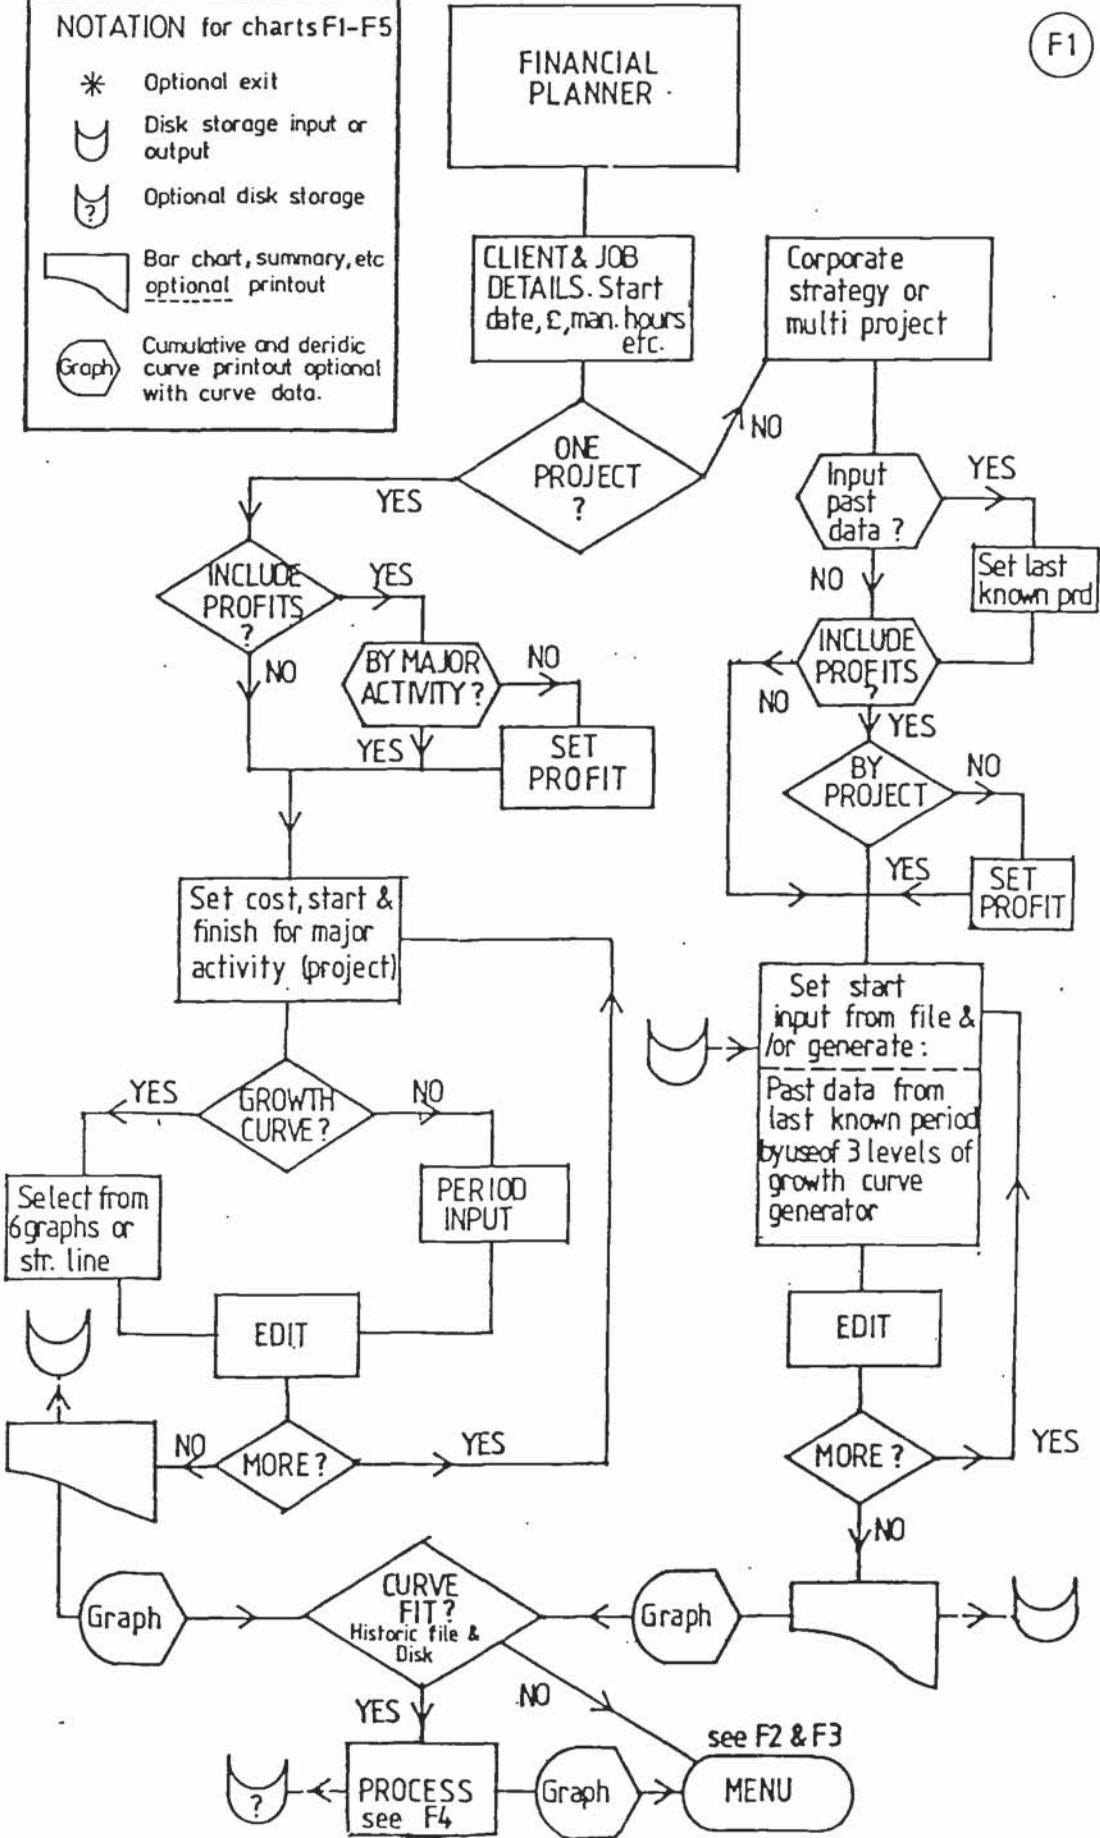 NOTATION for charts F1-F5
Optional exit
Disk storage input or
output
?
Optional disk storage
Bar chart, summary, etc
optional printout
Graph
Cumulative and deridic
curve printout optional
with curve data.
F1
FINANCIAL
PLANNER
CLIENT & JOB
DETAILS. Start
date, £, man. hours
etc.
Corporate
strategy or
multi project
ONE
PROJECT
?
NO
YES
Input
past
data ?
YES
NO
Set last
known prd
INCLUDE
PROFITS
?
YES
NO
BY MAJOR
ACTIVITY ?
NO
YES
SET
PROFIT
INCLUDE
PROFITS
?
NO
YES
BY
PROJECT
NO
YES
SET
PROFIT
Set cost, start &
finish for major
activity (project)
Set start
input from file &
/or generate :
Past data from
last known period
by use of 3 levels of
growth curve
generator
GROWTH
CURVE ?
YES
NO
Select from
6 graphs or
str. line
PERIOD
INPUT
EDIT
EDIT
MORE ?
NO
YES
MORE ?
YES
NO
Graph
CURVE
FIT ?
Historic file &
Disk
Graph
YES
NO
see F2 & F3
?
PROCESS
see F4
Graph
MENU